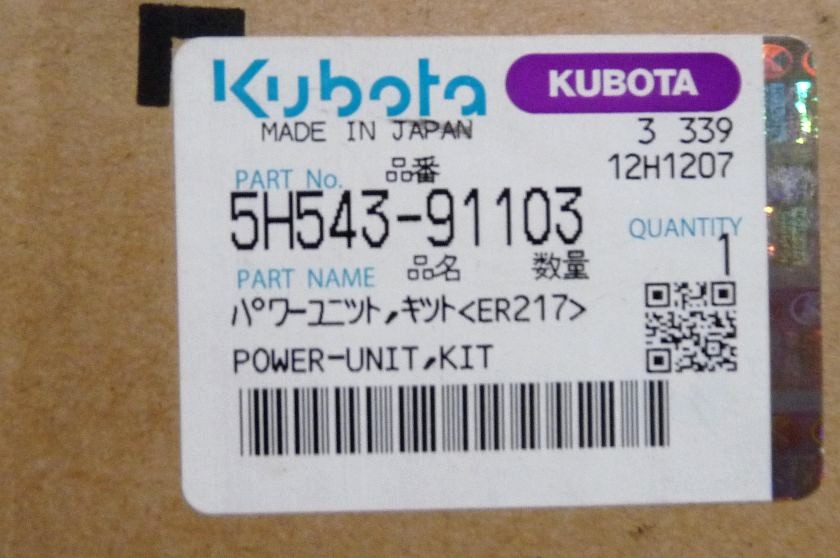 Kubota KUBOTA
MADE IN JAPAN 3 339
PART No. 品番 12H1207
5H543-91103
QUANTITY
PART NAME 品名 数量 1
パワーユニット,キット<ER217>
POWER-UNIT,KIT